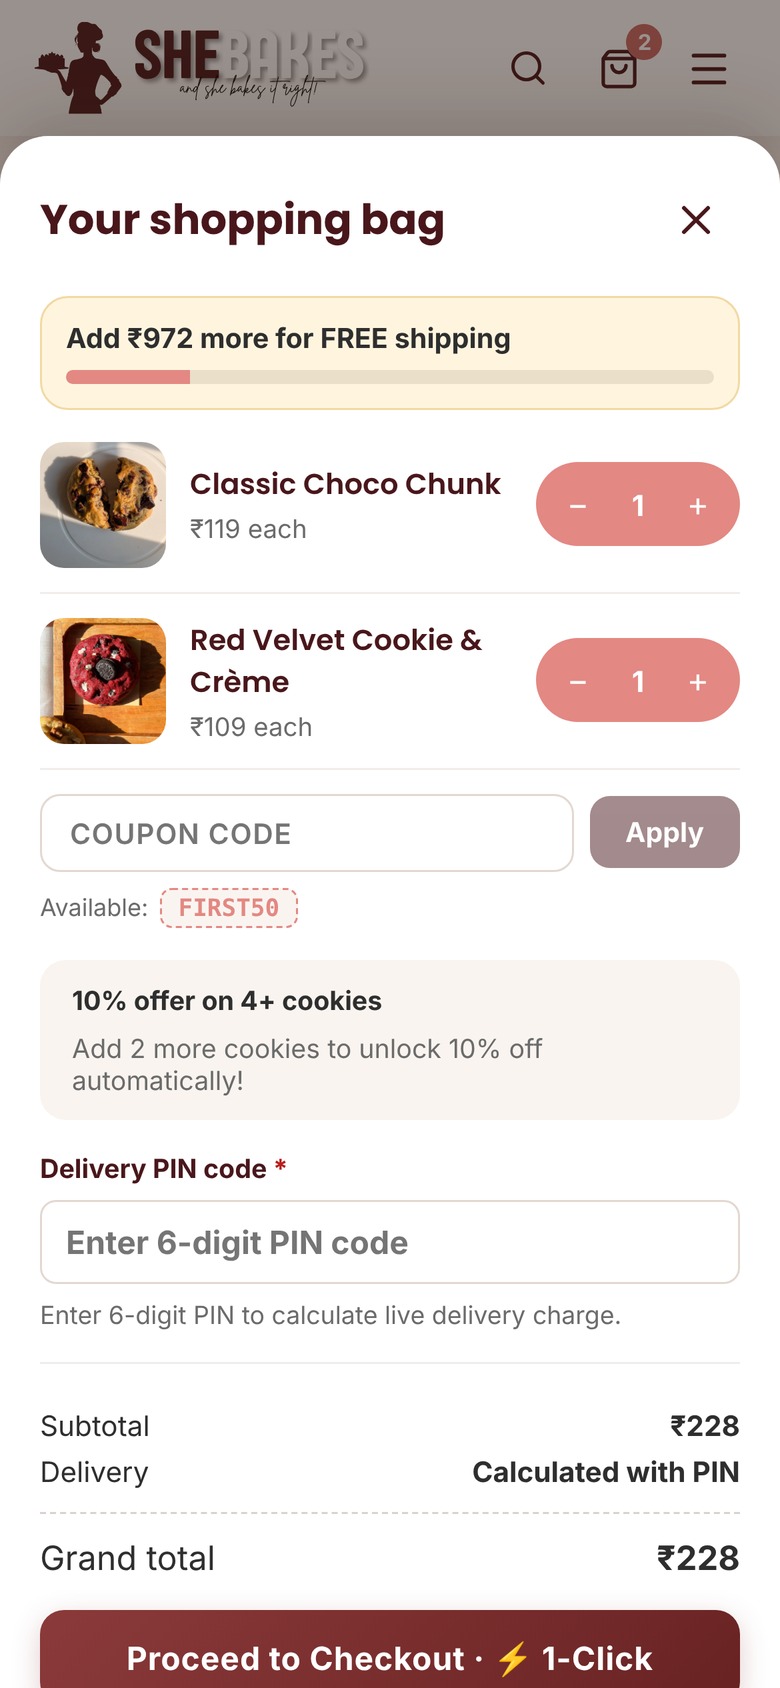 SHEBAKES
and she bakes it right!
2
Your shopping bag
Add ₹972 more for FREE shipping
Classic Choco Chunk
₹119 each
− 1 +
Red Velvet Cookie &
Crème
₹109 each
− 1 +
COUPON CODE
Apply
Available: FIRST50
10% offer on 4+ cookies
Add 2 more cookies to unlock 10% off
automatically!
Delivery PIN code *
Enter 6-digit PIN code
Enter 6-digit PIN to calculate live delivery charge.
Subtotal ₹228
Delivery Calculated with PIN
Grand total ₹228
Proceed to Checkout · ⚡ 1-Click